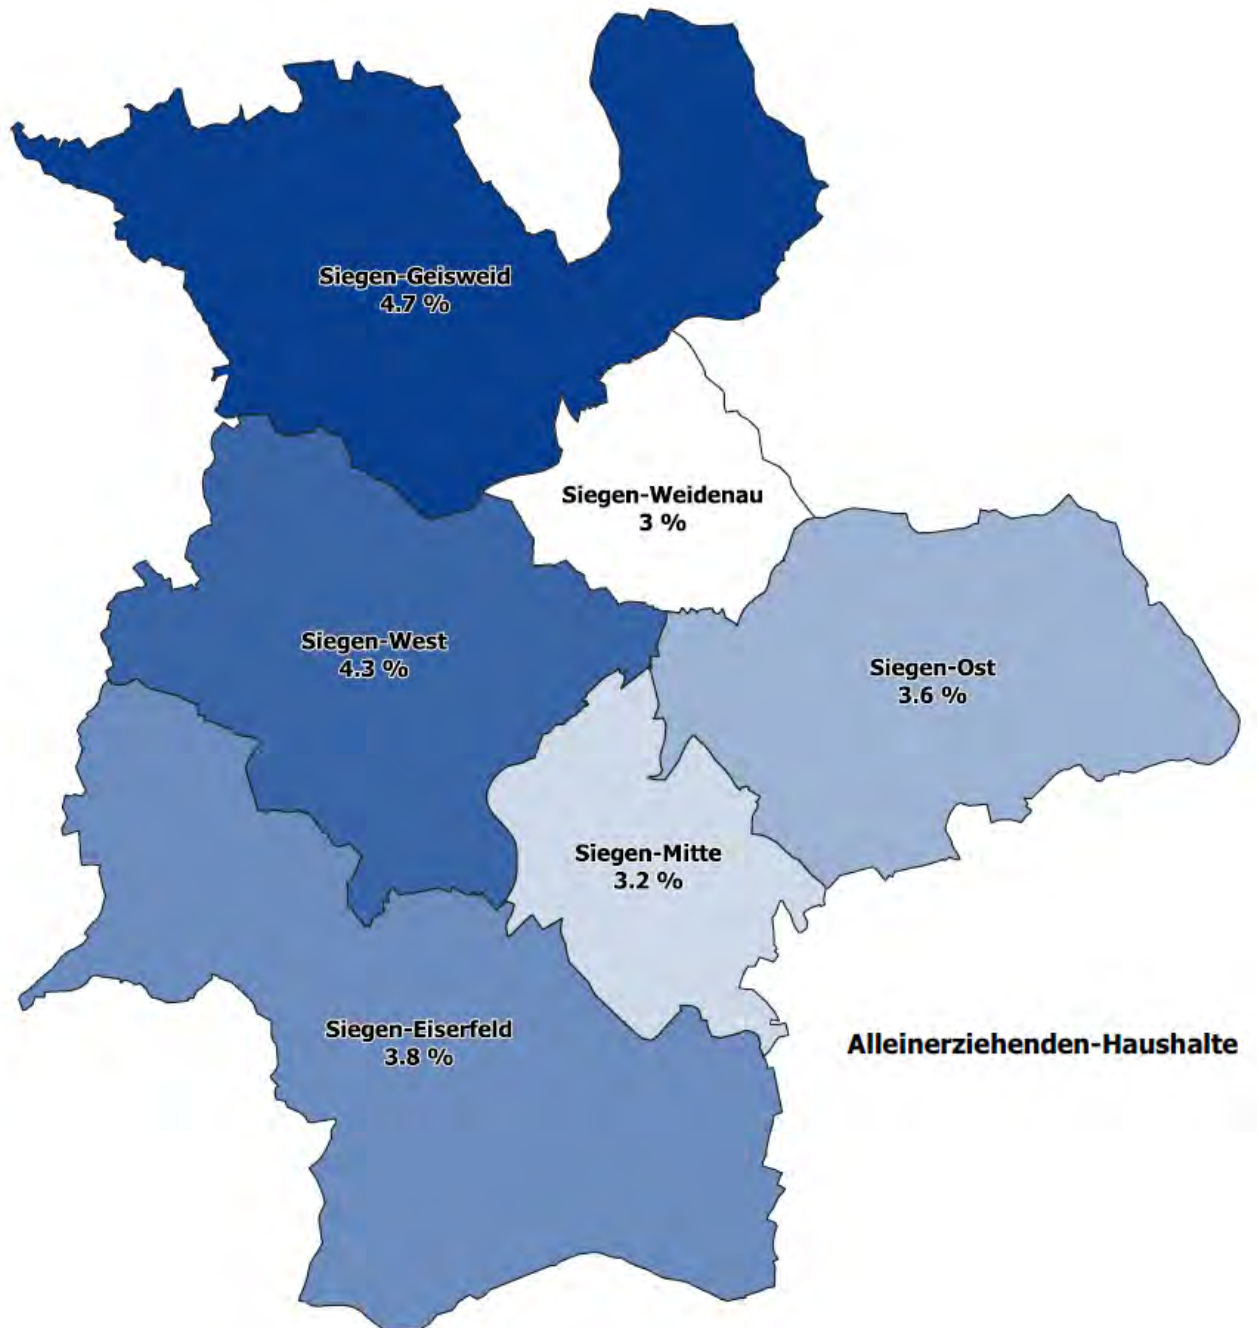 Siegen-Geisweid
4.7 %
Siegen-Weidenau
3 %
Siegen-West
4.3 %
Siegen-Ost
3.6 %
Siegen-Mitte
3.2 %
Siegen-Eiserfeld
3.8 %
Alleinerziehenden-Haushalte